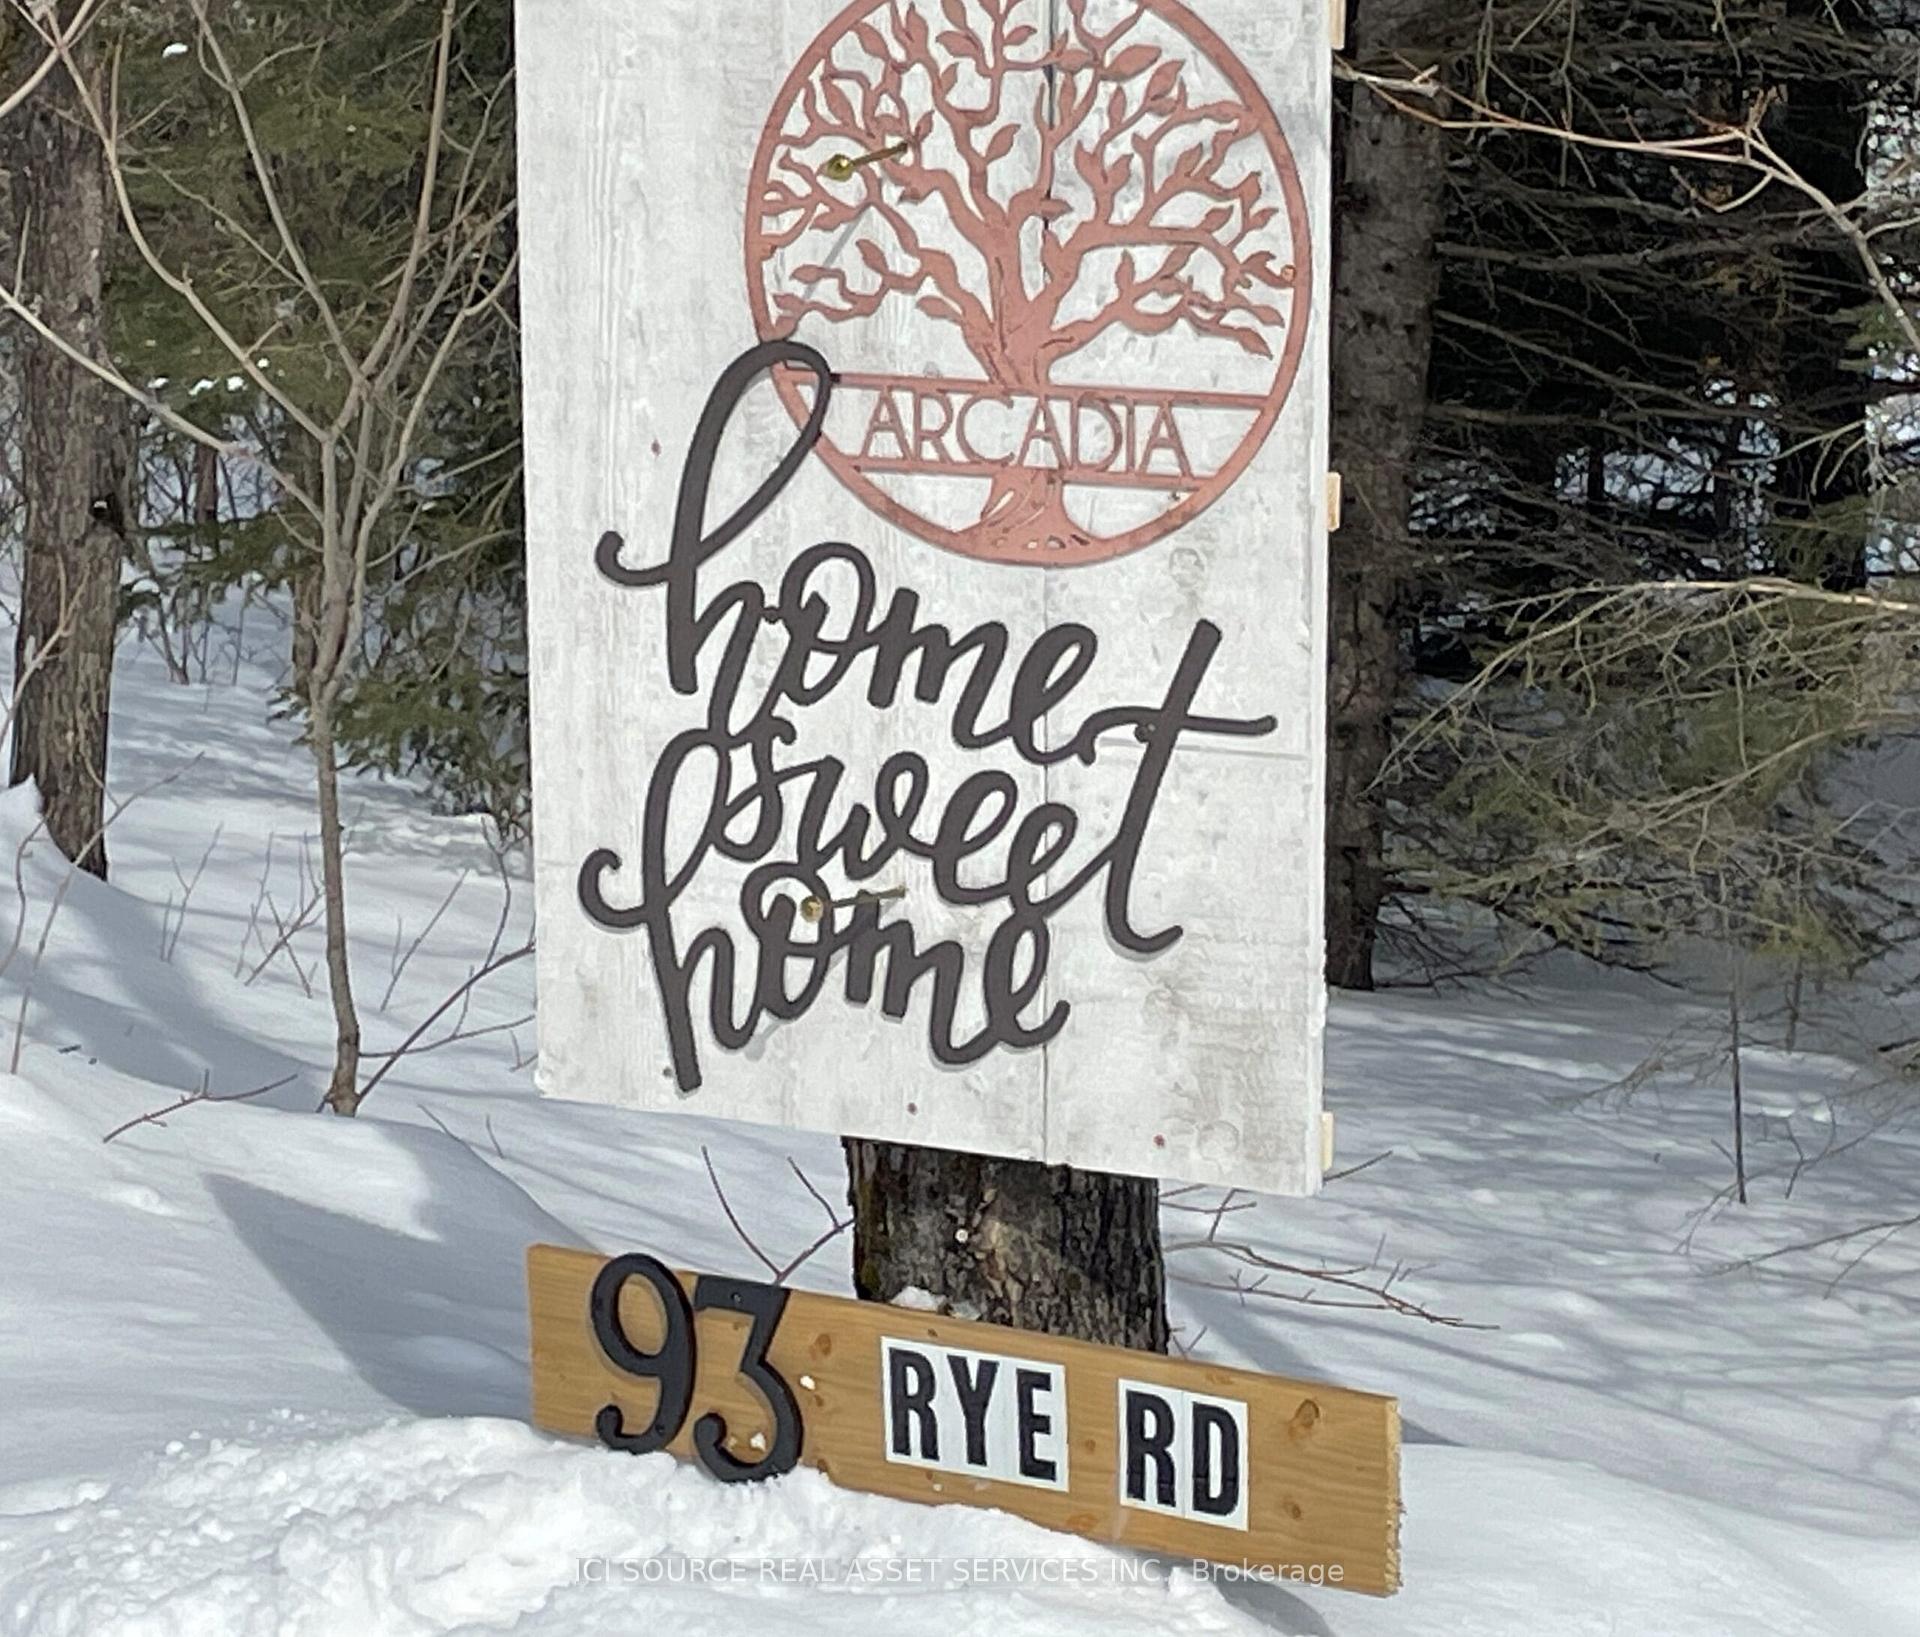 ARCADIA
home
sweet
home
93 RYE RD
ICI SOURCE REAL ASSET SERVICES INC. - Brokerage